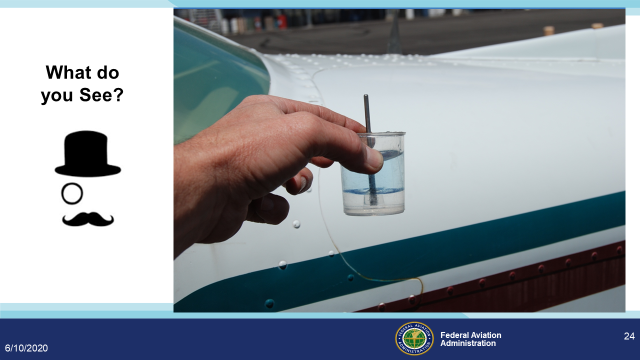 What do
you See?
6/10/2020
Federal Aviation
Administration
24